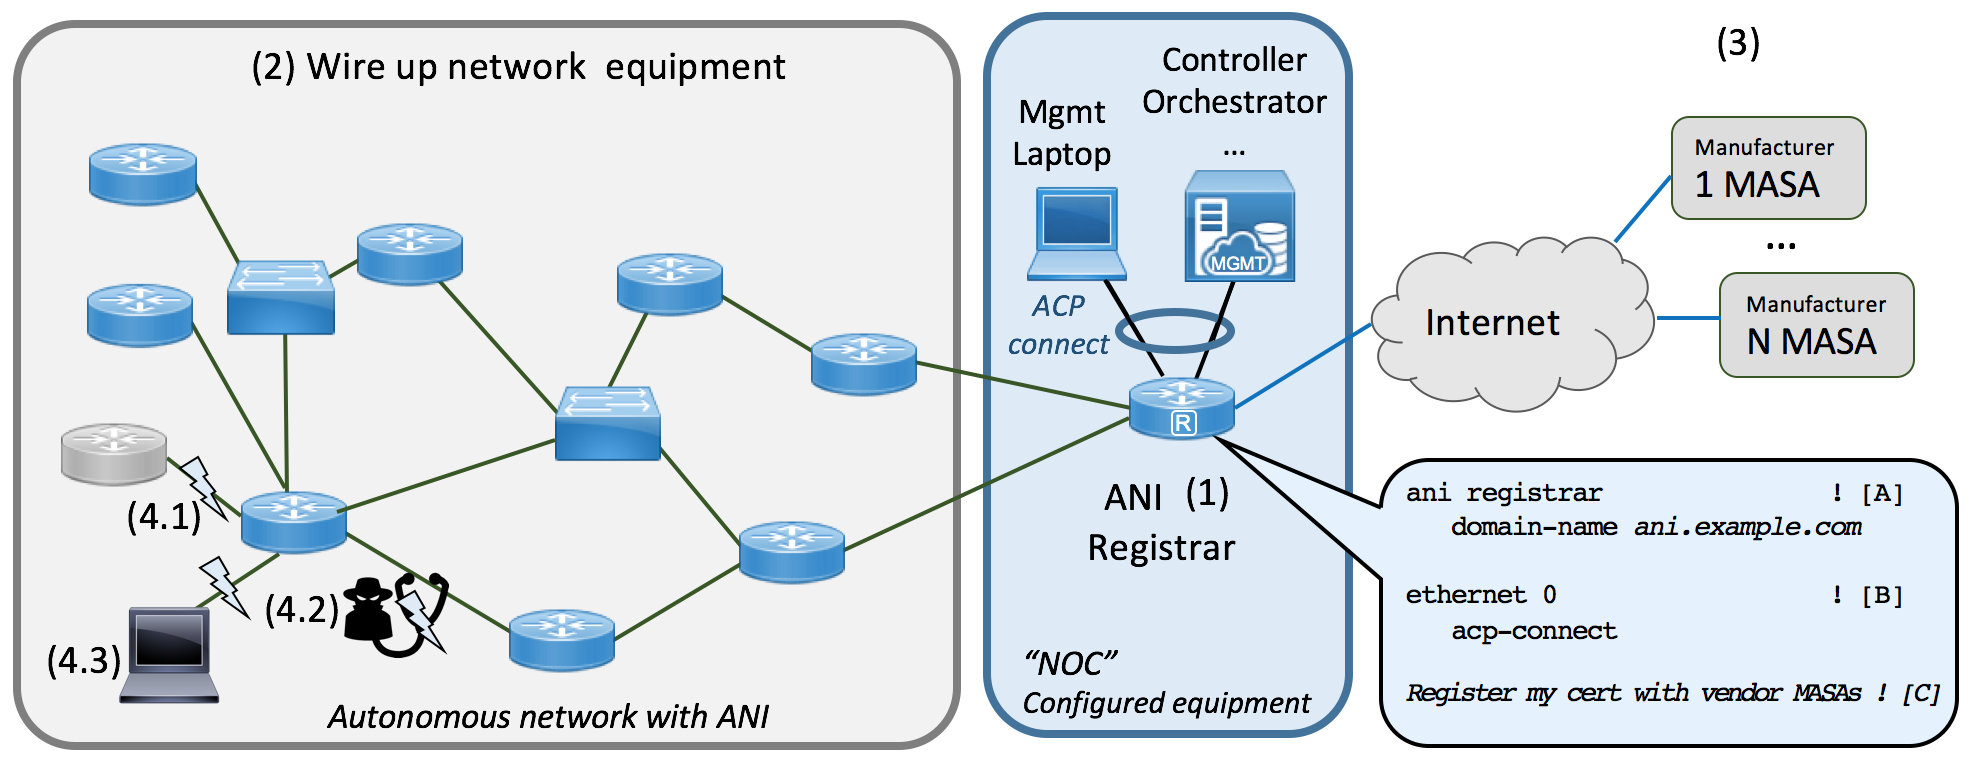 (2) Wire up network equipment
(4.1)
(4.2)
(4.3)
Autonomous network with ANI
Controller
Orchestrator
...
Mgmt
Laptop
MGMT
ACP
connect
R
ANI (1)
Registrar
“NOC”
Configured equipment
(3)
Manufacturer
1 MASA
...
Manufacturer
N MASA
Internet
ani registrar ! [A]
domain-name ani.example.com
ethernet 0 ! [B]
acp-connect
Register my cert with vendor MASAs ! [C]